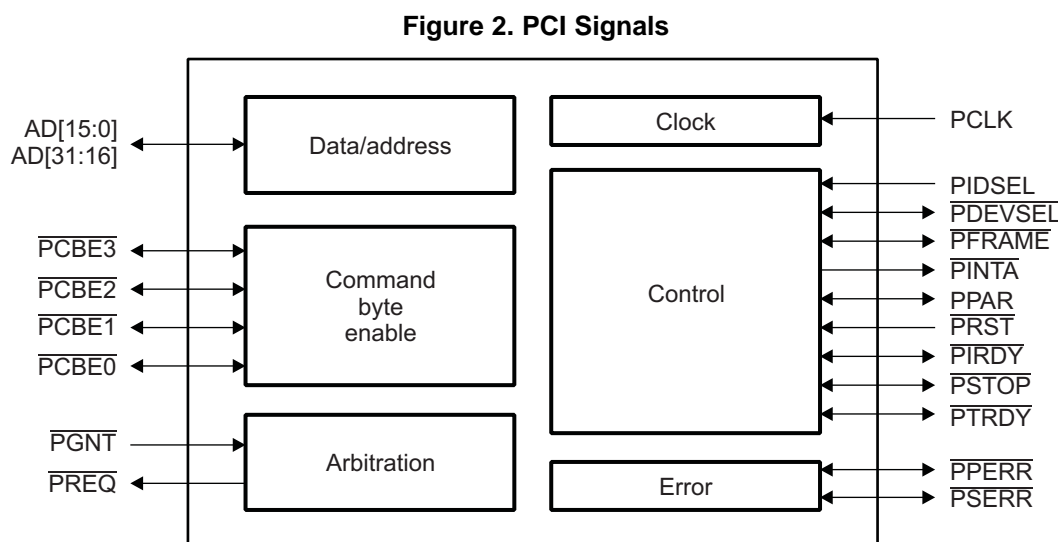 Figure 2. PCI Signals
AD[15:0]
AD[31:16]
Data/address
Clock
PCLK
PCBE3
PCBE2
PCBE1
PCBE0
Command
byte
enable
Control
PIDSEL
PDEVSEL
PFRAME
PINTA
PPAR
PRST
PIRDY
PSTOP
PTRDY
PGNT
PREQ
Arbitration
Error
PPERR
PSERR